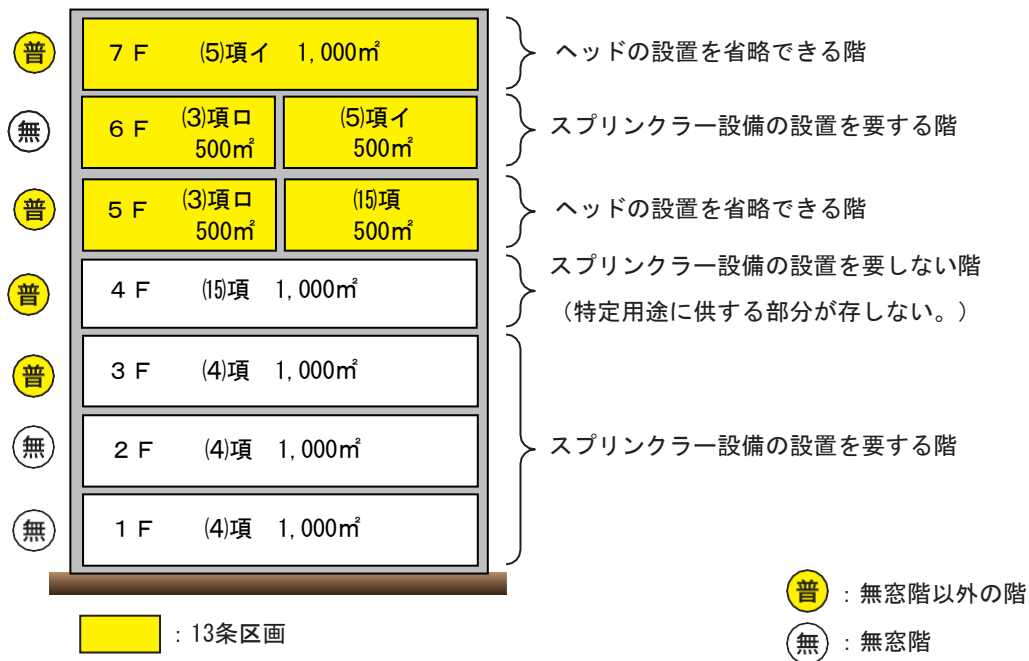 普 7F (5)項イ 1,000㎡ ヘッドの設置を省略できる階
無 6F (3)項ロ 500㎡ (5)項イ 500㎡ スプリンクラー設備の設置を要する階
普 5F (3)項ロ 500㎡ (15)項 500㎡ ヘッドの設置を省略できる階
普 4F (15)項 1,000㎡ スプリンクラー設備の設置を要しない階
(特定用途に供する部分が存しない。)
普 3F (4)項 1,000㎡
無 2F (4)項 1,000㎡ スプリンクラー設備の設置を要する階
無 1F (4)項 1,000㎡
:13条区画
普 :無窓階以外の階
無 :無窓階